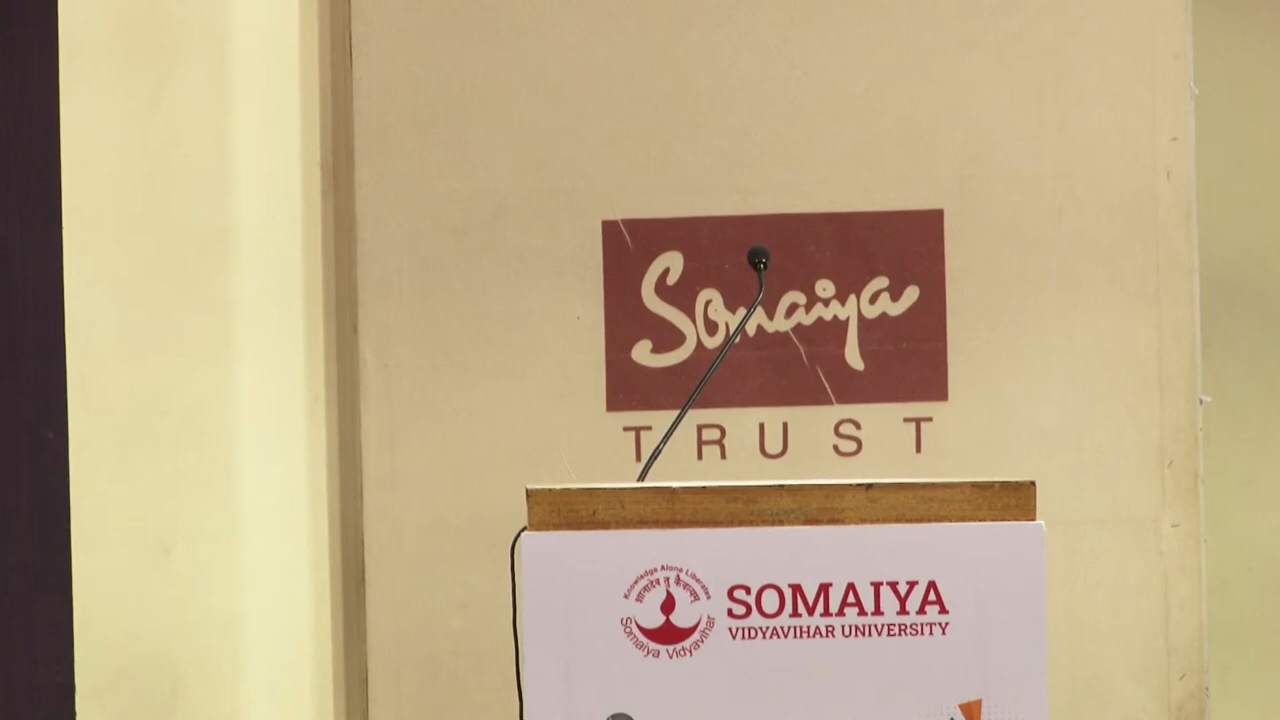 Somaiya
TRUST
Knowledge Alone Liberates
ज्ञानादेव तु कैवल्यम्
Somaiya Vidyavihar
SOMAIYA
VIDYAVIHAR UNIVERSITY